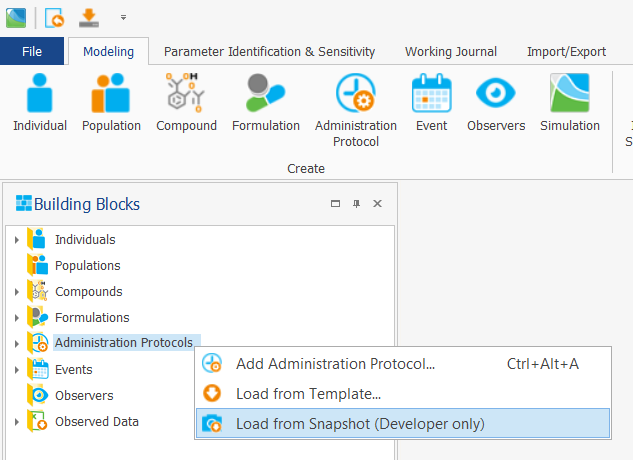 File Modeling Parameter Identification & Sensitivity Working Journal Import/Export
Individual Population Compound Formulation Administration Protocol Event Observers Simulation
Create
Building Blocks
Individuals
Populations
Compounds
Formulations
Administration Protocols
Events
Observers
Observed Data
Add Administration Protocol... Ctrl+Alt+A
Load from Template...
Load from Snapshot (Developer only)